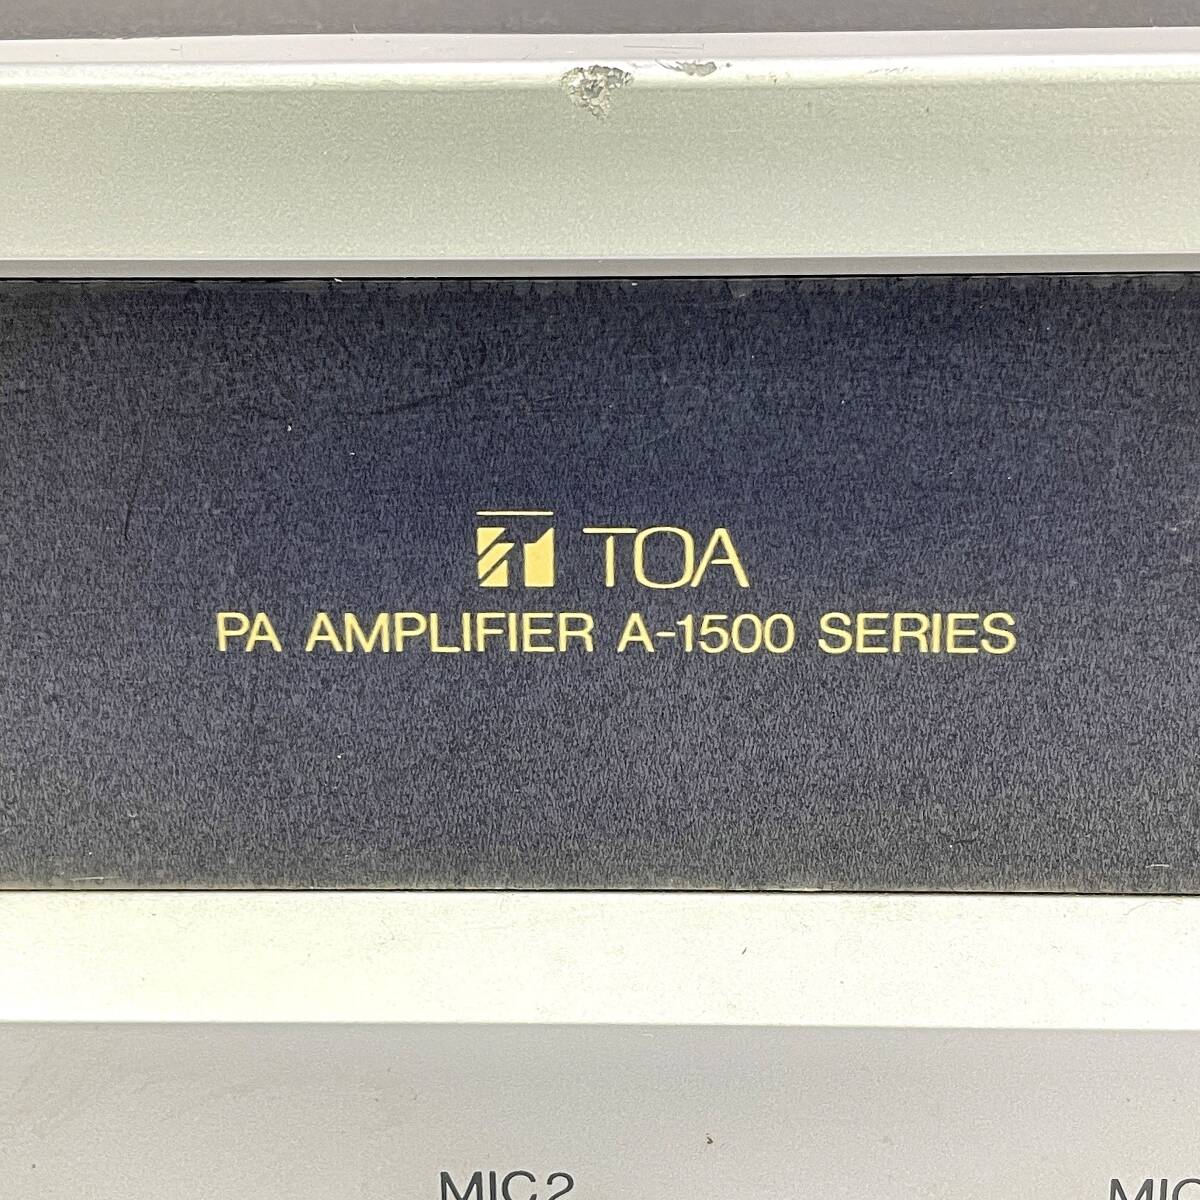 TOA
PA AMPLIFIER A-1500 SERIES
MIC2